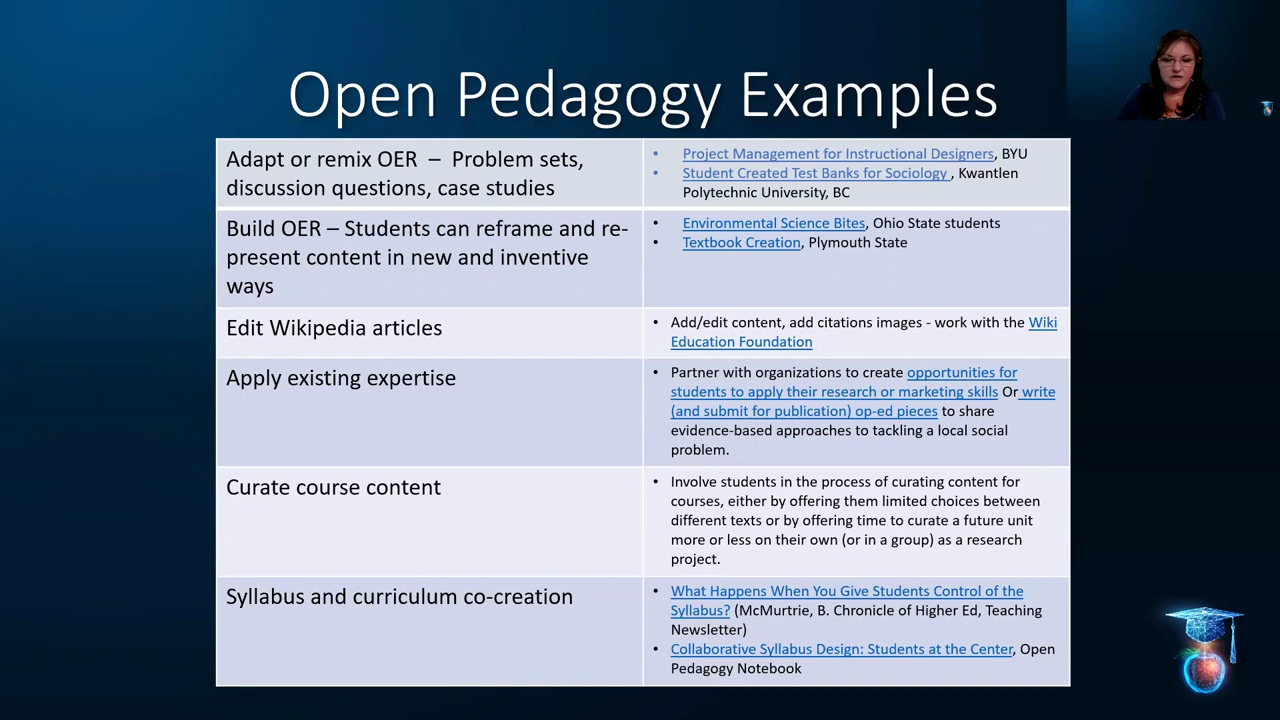 Open Pedagogy Examples
Adapt or remix OER – Problem sets,
discussion questions, case studies
• Project Management for Instructional Designers, BYU
• Student Created Test Banks for Sociology , Kwantlen
Polytechnic University, BC
Build OER – Students can reframe and re-
present content in new and inventive
ways
• Environmental Science Bites, Ohio State students
• Textbook Creation, Plymouth State
Edit Wikipedia articles
• Add/edit content, add citations images - work with the Wiki
Education Foundation
Apply existing expertise
• Partner with organizations to create opportunities for
students to apply their research or marketing skills Or write
(and submit for publication) op-ed pieces to share
evidence-based approaches to tackling a local social
problem.
Curate course content
• Involve students in the process of curating content for
courses, either by offering them limited choices between
different texts or by offering time to curate a future unit
more or less on their own (or in a group) as a research
project.
Syllabus and curriculum co-creation
• What Happens When You Give Students Control of the
Syllabus? (McMurtrie, B. Chronicle of Higher Ed, Teaching
Newsletter)
• Collaborative Syllabus Design: Students at the Center, Open
Pedagogy Notebook